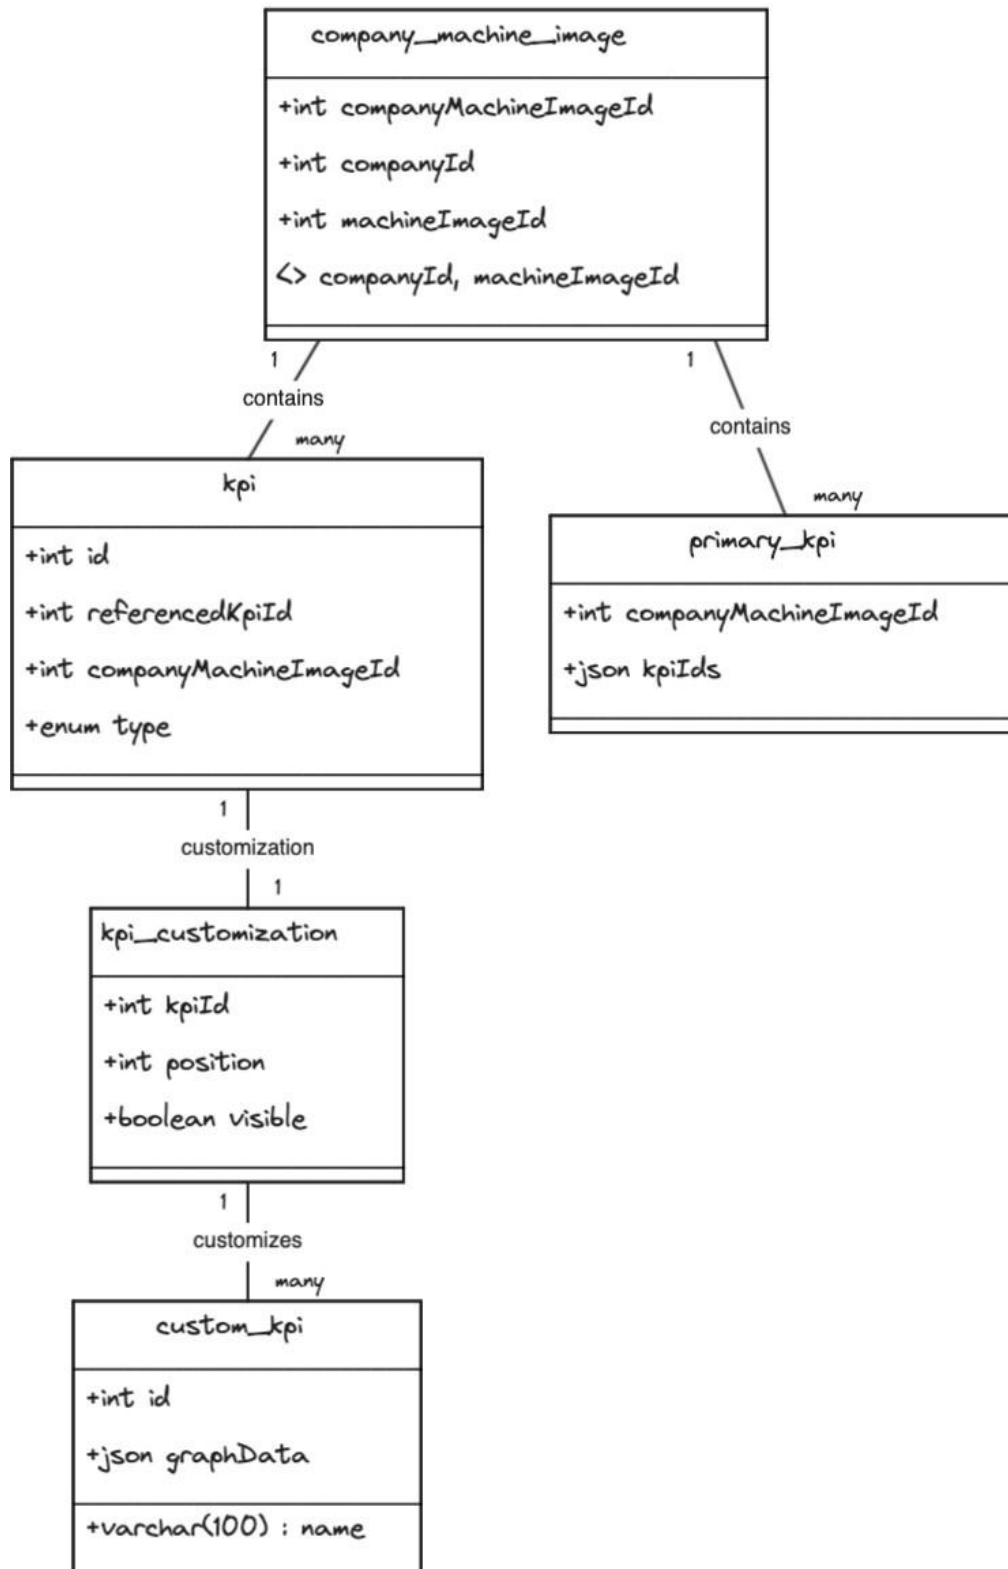 company_machine_image
+int companyMachineImageId
+int companyId
+int machineImageId
<> companyId, machineImageId
1
1
contains
many
contains
many
kpi
+int id
+int referencedKpiId
+int companyMachineImageId
+enum type
primary_kpi
+int companyMachineImageId
+json kpiIds
1
customization
1
kpi_customization
+int kpiId
+int position
+boolean visible
1
customizes
many
custom_kpi
+int id
+json graphData
+varchar(100) : name